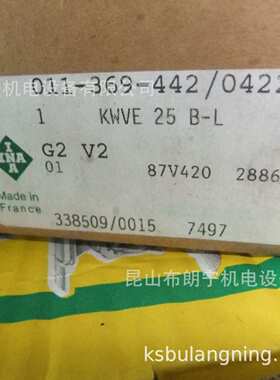 011-369-442/0422
1 KWVE 25 B-L
INA
G2 V2
01 87V420 2886
Made in
France
338509/0015 7497
昆山布朗宁机电设
ksbulangning.com